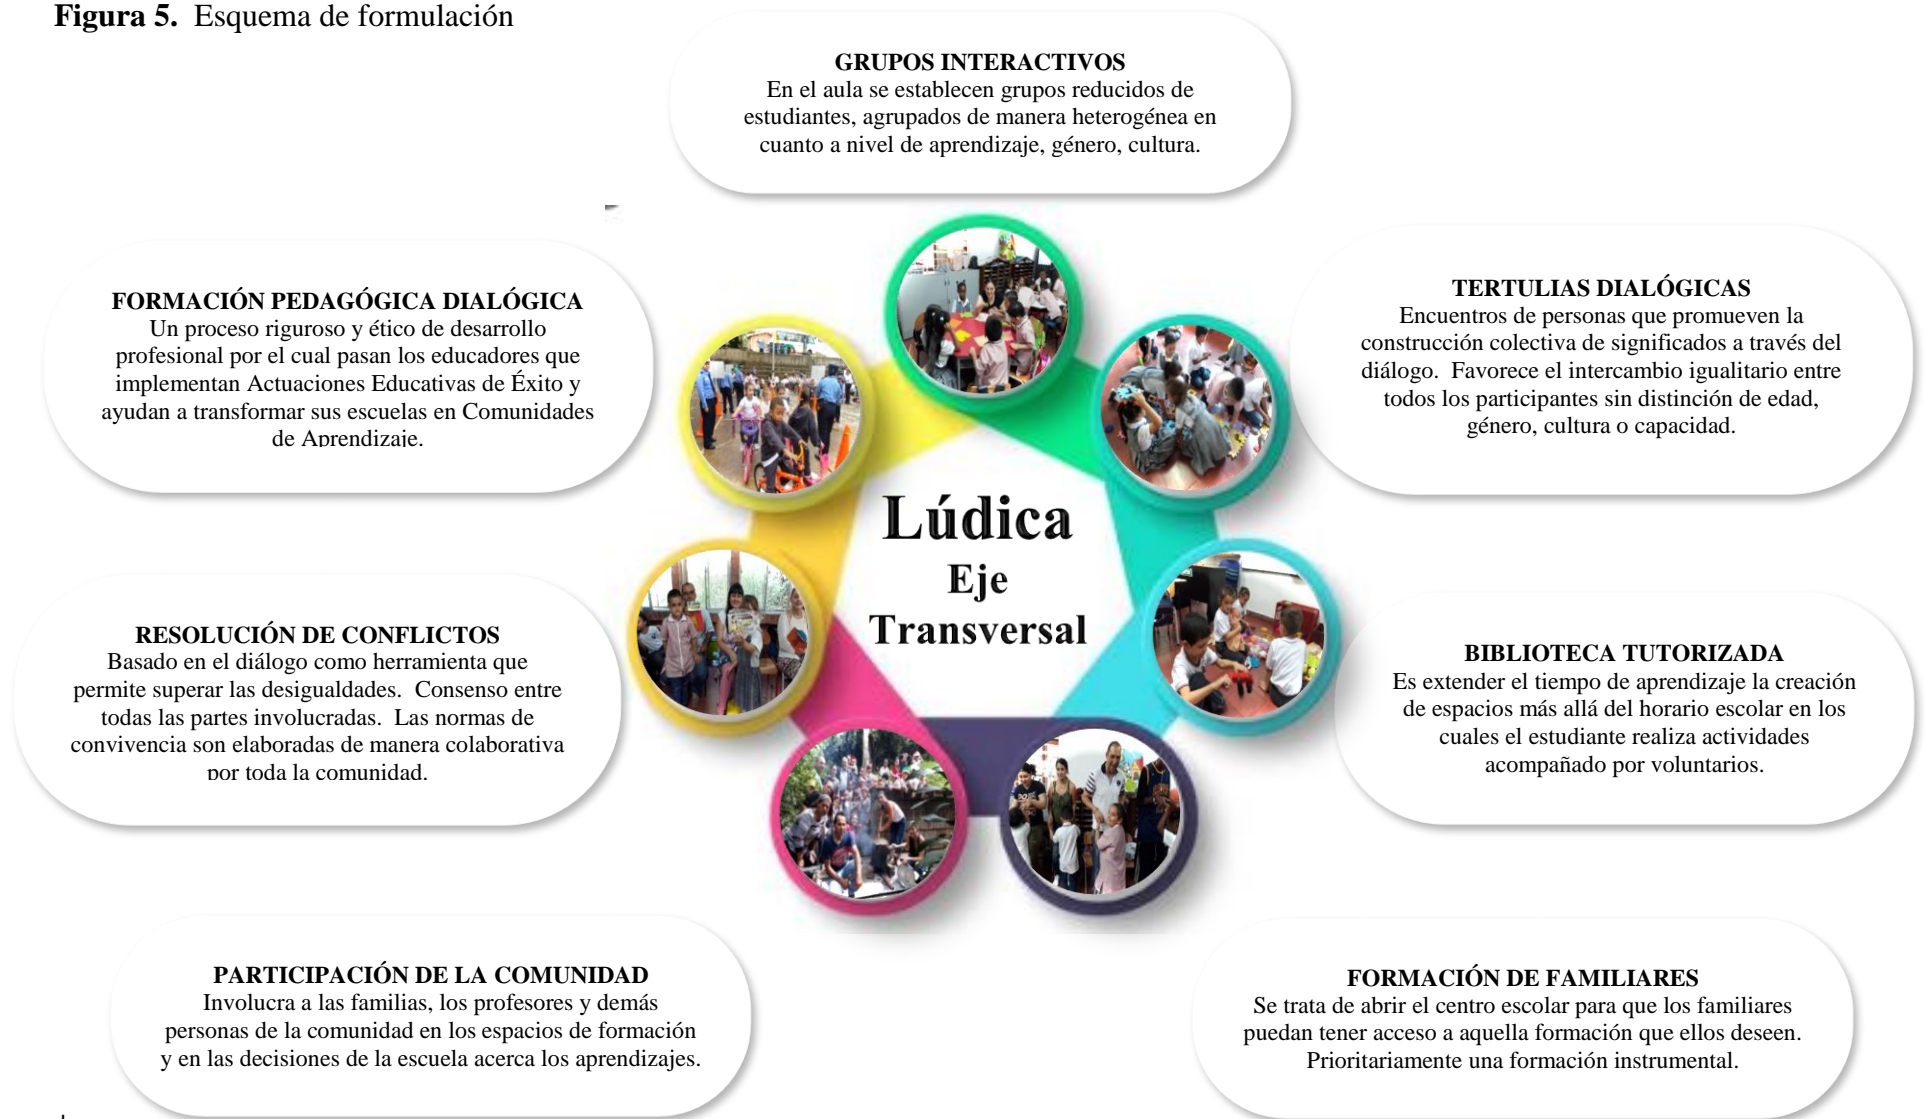 Figura 5. Esquema de formulación
GRUPOS INTERACTIVOS
En el aula se establecen grupos reducidos de
estudiantes, agrupados de manera heterogénea en
cuanto a nivel de aprendizaje, género, cultura.
FORMACIÓN PEDAGÓGICA DIALÓGICA
Un proceso riguroso y ético de desarrollo
profesional por el cual pasan los educadores que
implementan Actuaciones Educativas de Éxito y
ayudan a transformar sus escuelas en Comunidades
de Aprendizaje.
TERTULIAS DIALÓGICAS
Encuentros de personas que promueven la
construcción colectiva de significados a través del
diálogo. Favorece el intercambio igualitario entre
todos los participantes sin distinción de edad,
género, cultura o capacidad.
Lúdica
Eje
Transversal
RESOLUCIÓN DE CONFLICTOS
Basado en el diálogo como herramienta que
permite superar las desigualdades. Consenso entre
todas las partes involucradas. Las normas de
convivencia son elaboradas de manera colaborativa
por toda la comunidad.
BIBLIOTECA TUTORIZADA
Es extender el tiempo de aprendizaje la creación
de espacios más allá del horario escolar en los
cuales el estudiante realiza actividades
acompañado por voluntarios.
PARTICIPACIÓN DE LA COMUNIDAD
Involucra a las familias, los profesores y demás
personas de la comunidad en los espacios de formación
y en las decisiones de la escuela acerca los aprendizajes.
FORMACIÓN DE FAMILIARES
Se trata de abrir el centro escolar para que los familiares
puedan tener acceso a aquella formación que ellos deseen.
Prioritariamente una formación instrumental.